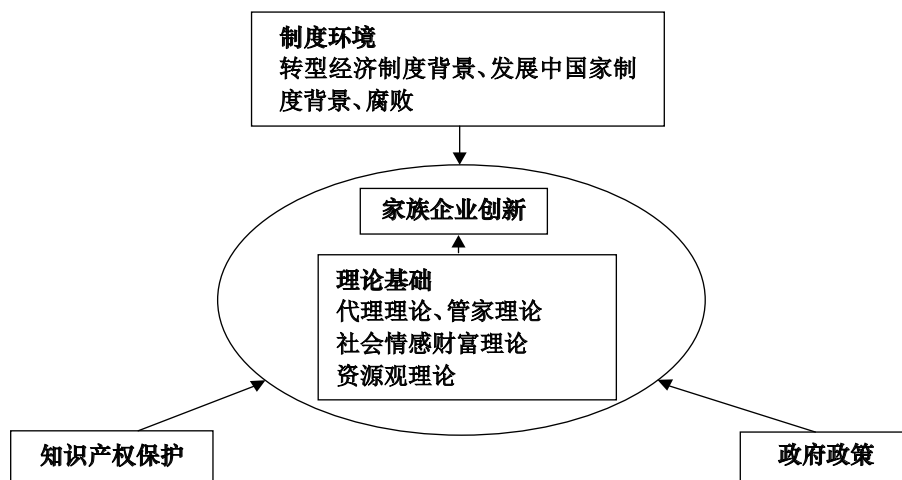 制度环境
转型经济制度背景、发展中国家制
度背景、腐败
家族企业创新
理论基础
代理理论、管家理论
社会情感财富理论
资源观理论
知识产权保护
政府政策